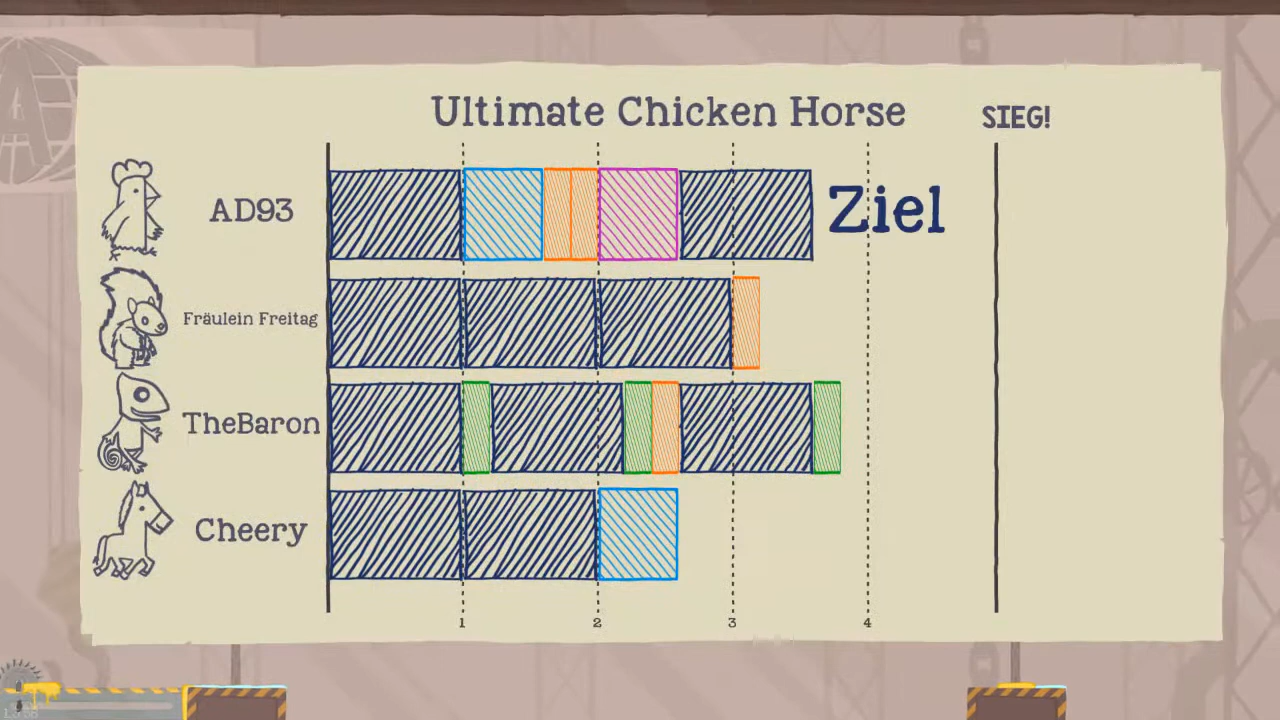 Ultimate Chicken Horse
SIEG!
AD93
Ziel
Fräulein Freitag
TheBaron
Cheery
1 2 3 4